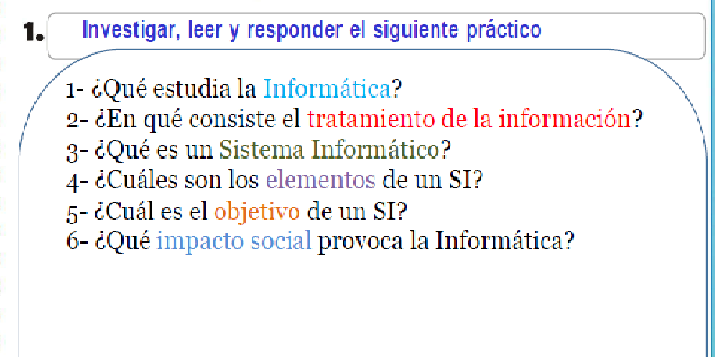 1. Investigar, leer y responder el siguiente práctico
1- ¿Qué estudia la Informática?
2- ¿En qué consiste el tratamiento de la información?
3- ¿Qué es un Sistema Informático?
4- ¿Cuáles son los elementos de un SI?
5- ¿Cuál es el objetivo de un SI?
6- ¿Qué impacto social provoca la Informática?